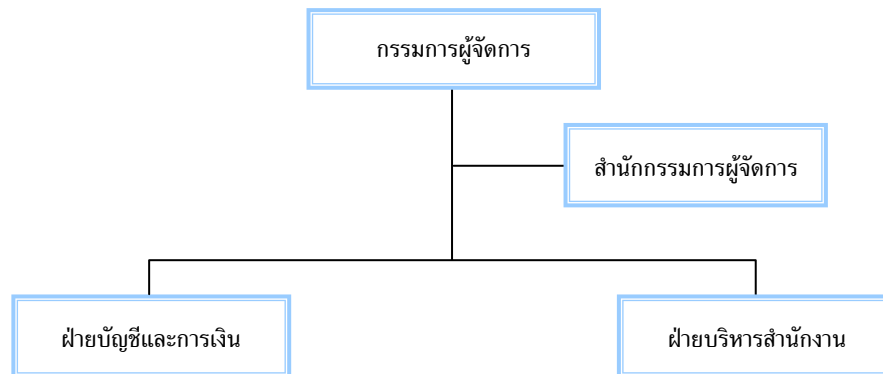 กรรมการผู้จัดการ
สำนักกรรมการผู้จัดการ
ฝ่ายบัญชีและการเงิน
ฝ่ายบริหารสำนักงาน